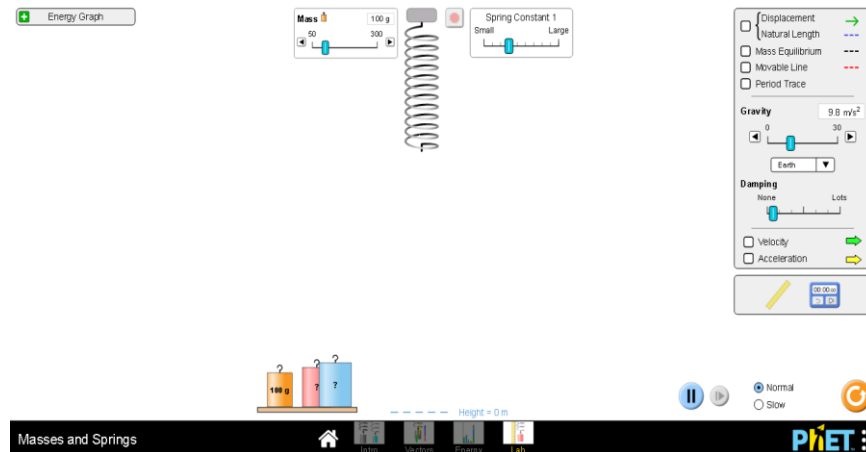 Energy Graph
Mass 100 g
50 300
Spring Constant 1
Small Large
Displacement
Natural Length
Mass Equilibrium
Movable Line
Period Trace
Gravity 9.8 m/s²
0 30
Earth
Damping
None Lots
Velocity
Acceleration
00:00.00
100 g
?
?
Height = 0 m
Normal
Slow
Masses and Springs
Intro
Vectors
Energy
Lab
PhET